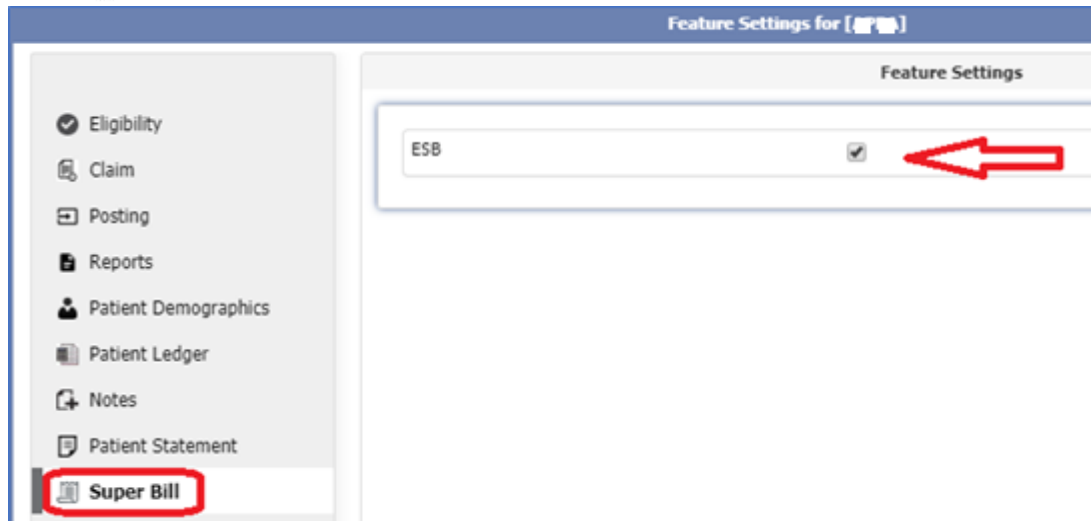 Feature Settings for [
Feature Settings
Eligibility
Claim
Posting
Reports
Patient Demographics
Patient Ledger
Notes
Patient Statement
Super Bill
ESB